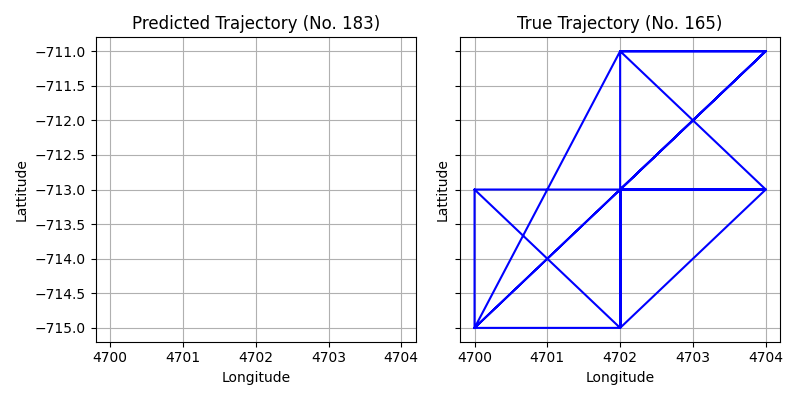 Predicted Trajectory (No. 183)
−711.0
−711.5
−712.0
−712.5
−713.0
−713.5
−714.0
−714.5
−715.0
Lattitude
4700 4701 4702 4703 4704
Longitude
True Trajectory (No. 165)
Lattitude
4700 4701 4702 4703 4704
Longitude